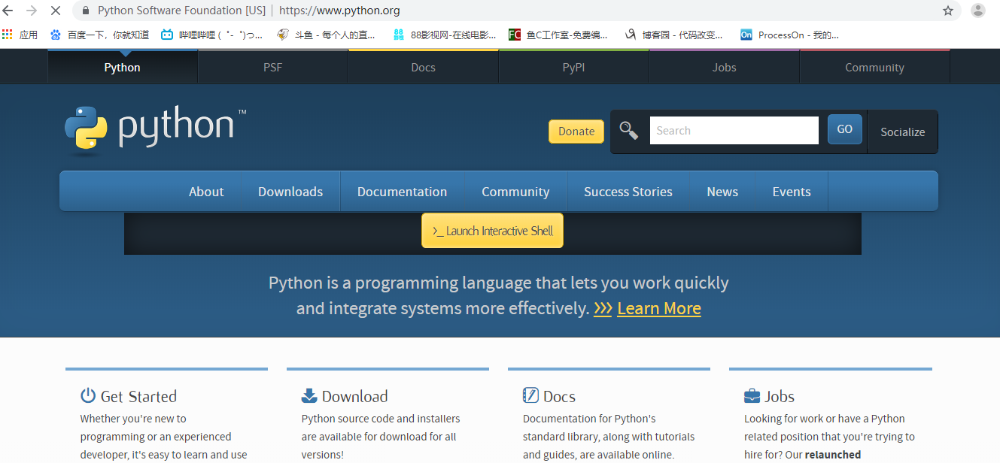 Python Software Foundation [US] | https://www.python.org
应用 百度一下，你就知道 哔哩哔哩 ( ゜- ゜)つ... 斗鱼 - 每个人的直... 88影视网-在线电影... 鱼C工作室-免费编... 博客园 - 代码改变... ProcessOn - 我的...
Python PSF Docs PyPI Jobs Community
python™
Donate Search GO Socialize
About Downloads Documentation Community Success Stories News Events
>_ Launch Interactive Shell
Python is a programming language that lets you work quickly
and integrate systems more effectively. >>> Learn More
Get Started
Whether you're new to
programming or an experienced
developer, it's easy to learn and use
Download
Python source code and installers
are available for download for all
versions!
Docs
Documentation for Python's
standard library, along with tutorials
and guides, are available online.
Jobs
Looking for work or have a Python
related position that you're trying to
hire for? Our relaunched